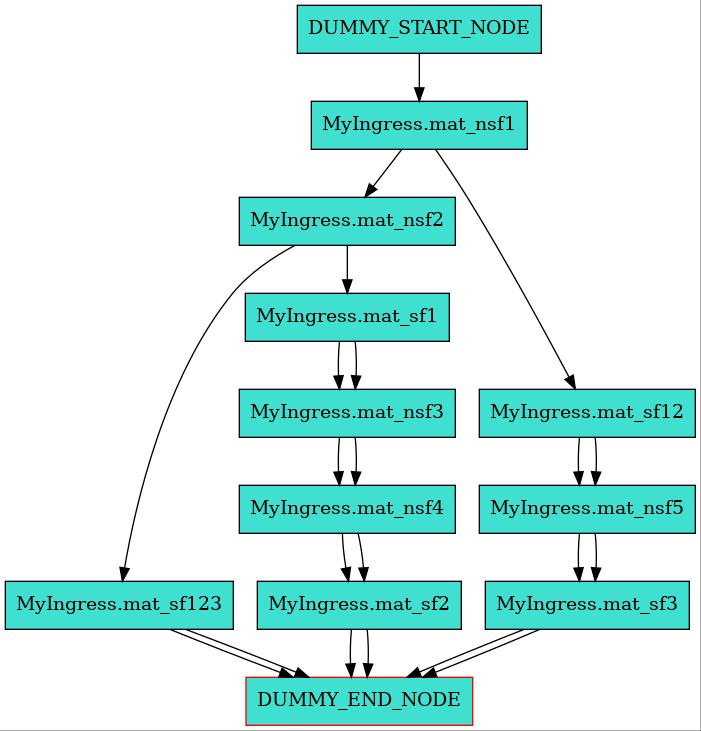 DUMMY_START_NODE
MyIngress.mat_nsf1
MyIngress.mat_nsf2
MyIngress.mat_sf1
MyIngress.mat_nsf3
MyIngress.mat_sf12
MyIngress.mat_nsf4
MyIngress.mat_nsf5
MyIngress.mat_sf123
MyIngress.mat_sf2
MyIngress.mat_sf3
DUMMY_END_NODE